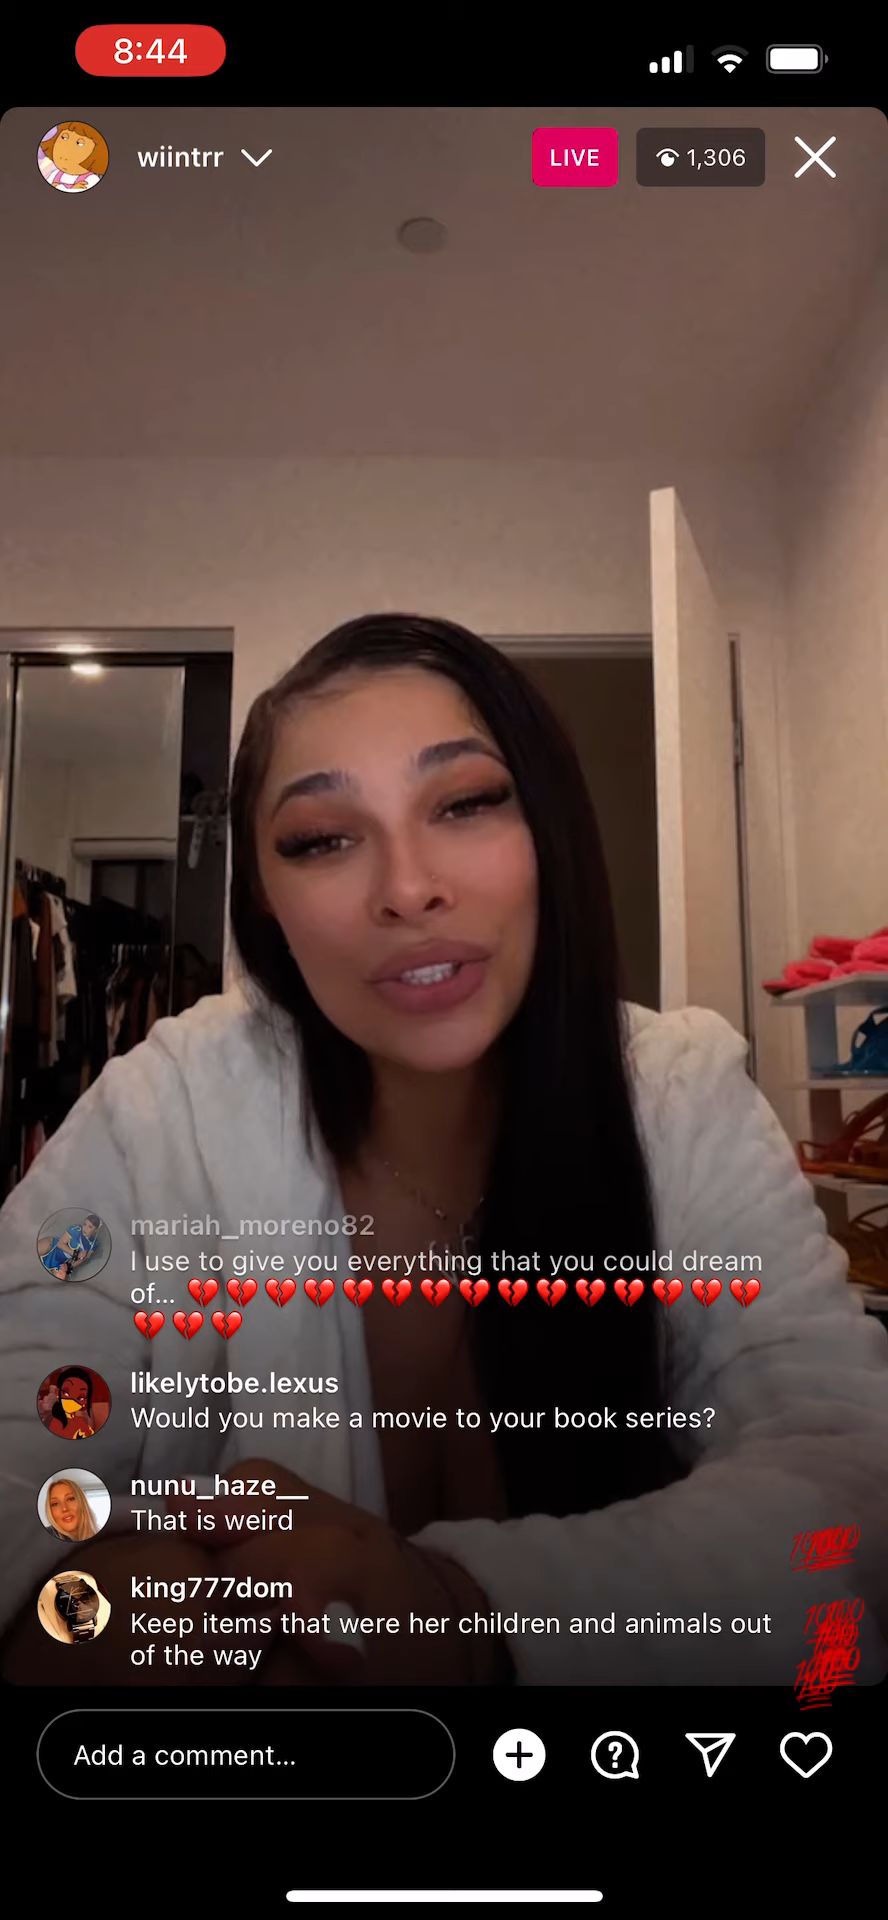 8:44
wiintrr
LIVE
1,306
mariah_moreno82
I use to give you everything that you could dream
of... 💔💔💔💔💔💔💔💔💔💔💔💔💔💔💔
💔💔💔
likelytobe.lexus
Would you make a movie to your book series?
nunu_haze__
That is weird
king777dom
Keep items that were her children and animals out
of the way
Add a comment...